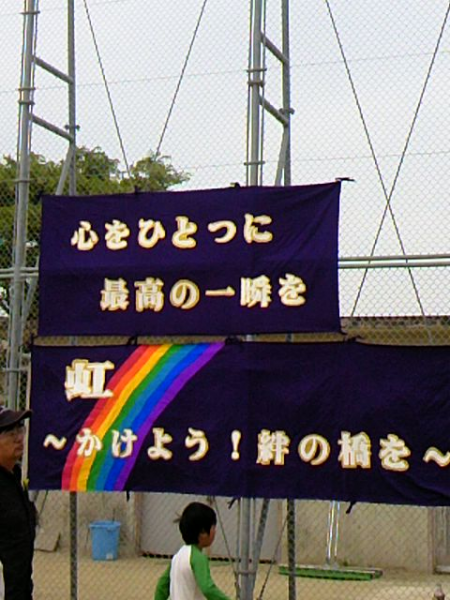 心をひとつに
最高の一瞬を
虹
～かけよう！絆の橋を～